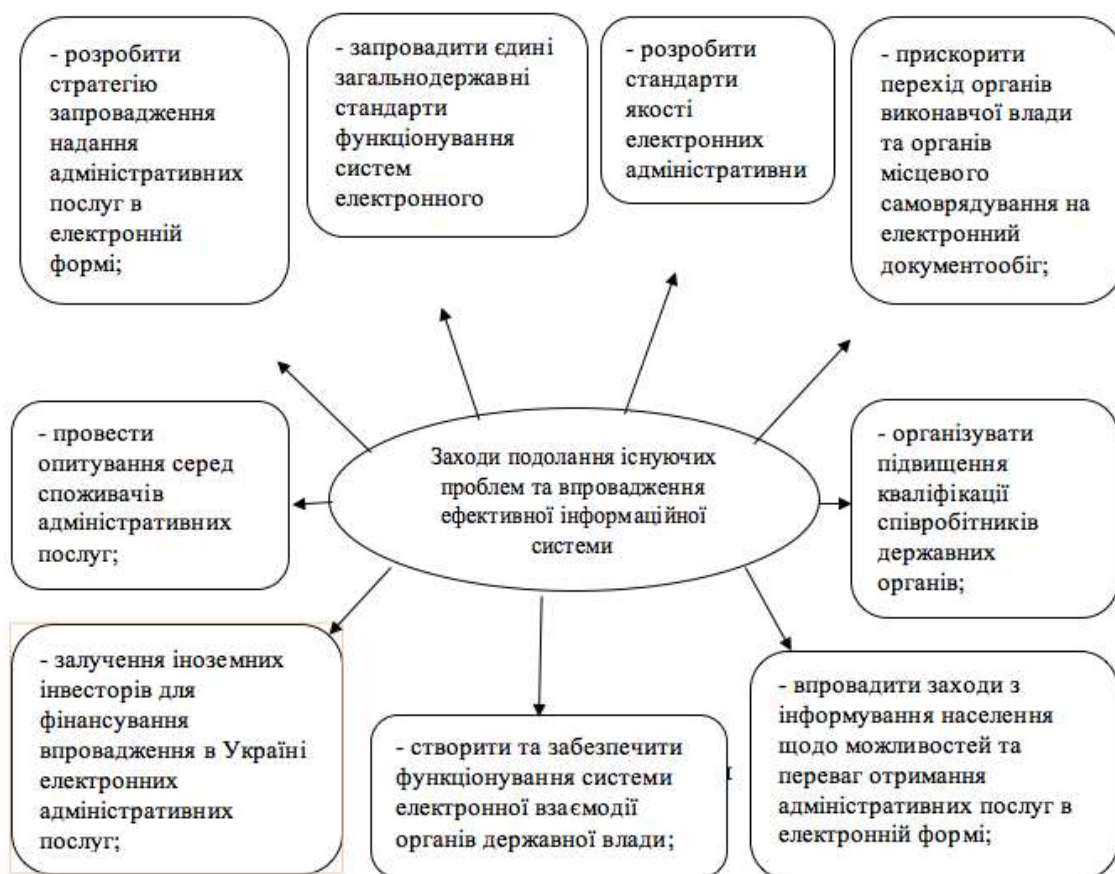 - розробити
стратегію
запровадження
надання
адміністративних
послуг в
електронній
формі;
- запровадити єдині
загальнодержавні
стандарти
функціонування
систем
електронного
- розробити
стандарти
якості
електронних
адміністративни
- прискорити
перехід органів
виконавчої влади
та органів
місцевого
самоврядування на
електронний
документообіг;
- провести
опитування серед
споживачів
адміністративних
послуг;
Заходи подолання існуючих
проблем та впровадження
ефективної інформаційної
системи
- організувати
підвищення
кваліфікації
співробітників
державних
органів;
- залучення іноземних
інвесторів для
фінансування
впровадження в Україні
електронних
адміністративних
послуг;
- створити та забезпечити
функціонування системи
електронної взаємодії
органів державної влади;
- впровадити заходи з
інформування населення
щодо можливостей та
переваг отримання
адміністративних послуг в
електронній формі;